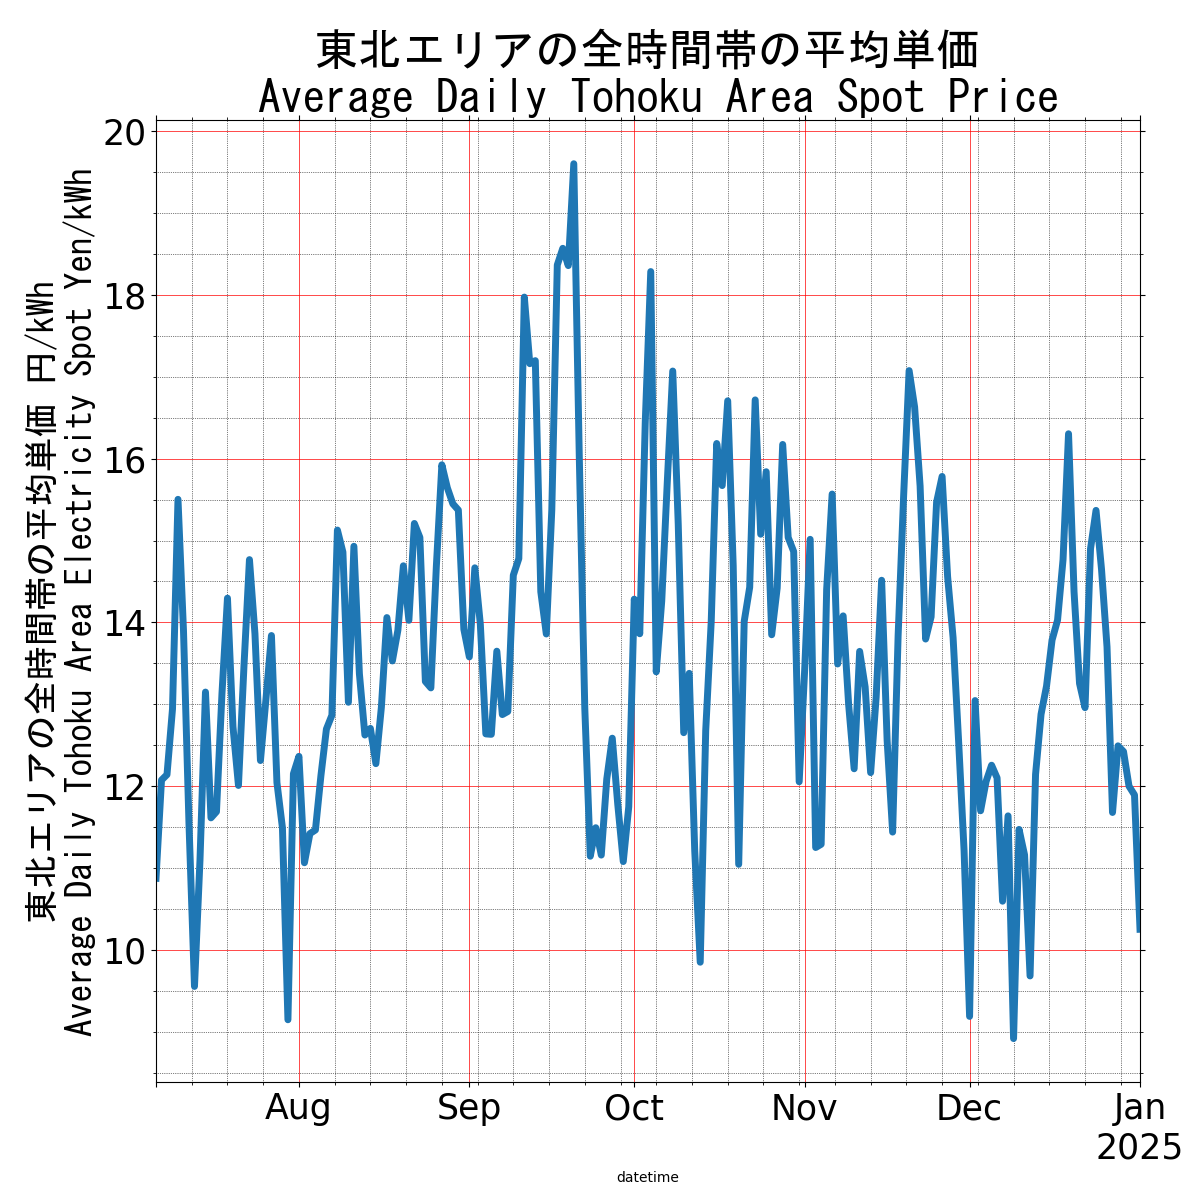 東北エリアの全時間帯の平均単価
Average Daily Tohoku Area Spot Price
東北エリアの全時間帯の平均単価 円/kWh
Average Daily Tohoku Area Electricity Spot Yen/kWh
20
18
16
14
12
10
Aug
Sep
Oct
Nov
Dec
Jan
2025
datetime